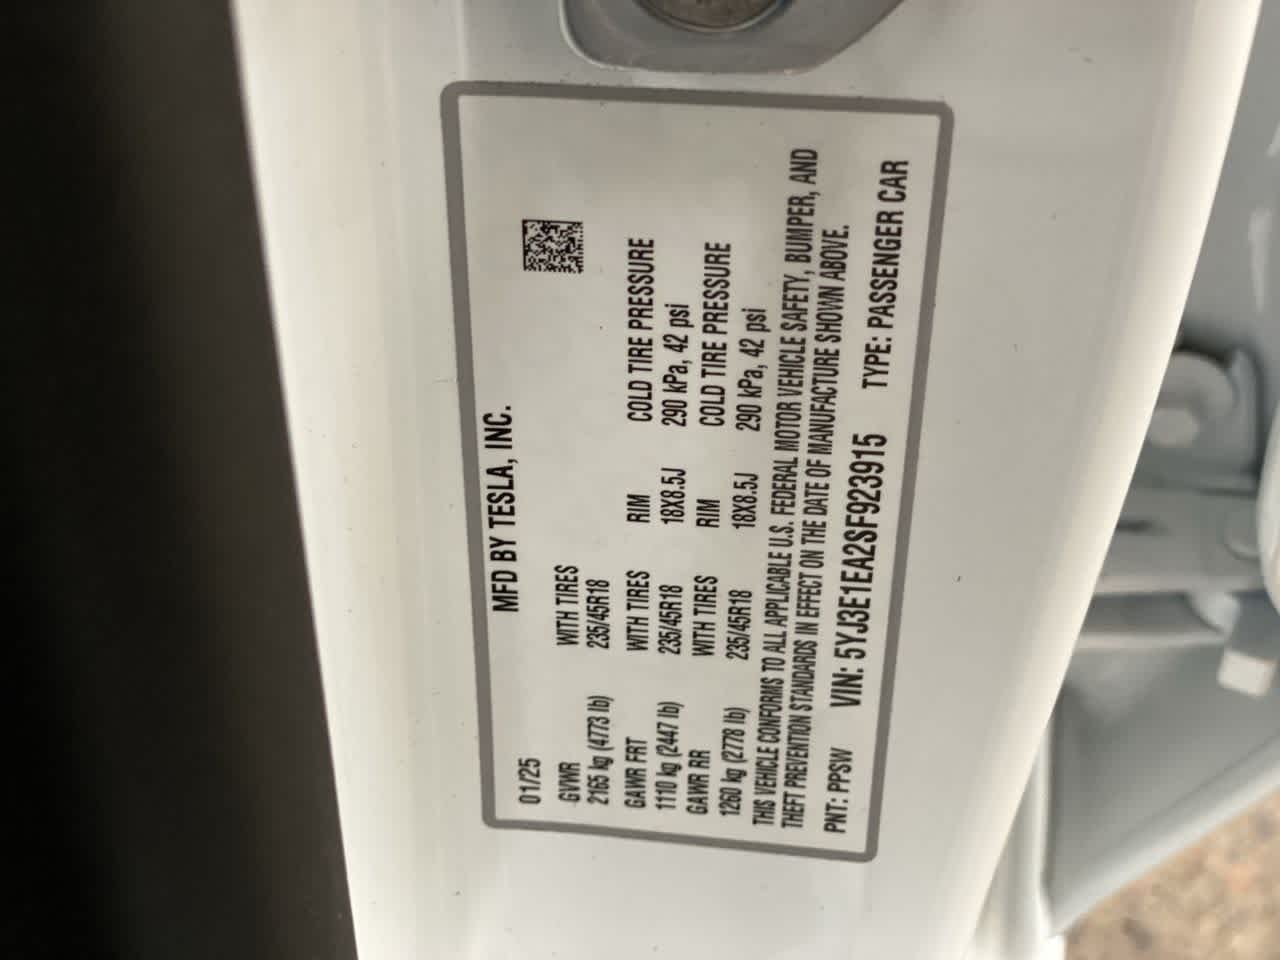 MFD BY TESLA, INC.
01/25
GVWR WITH TIRES
2165 kg (4773 lb) 235/45R18
GAWR FRT WITH TIRES RIM COLD TIRE PRESSURE
1110 kg (2447 lb) 235/45R18 18X8.5J 290 kPa, 42 psi
GAWR RR WITH TIRES RIM COLD TIRE PRESSURE
1260 kg (2778 lb) 235/45R18 18X8.5J 290 kPa, 42 psi
THIS VEHICLE CONFORMS TO ALL APPLICABLE U.S. FEDERAL MOTOR VEHICLE SAFETY, BUMPER, AND
THEFT PREVENTION STANDARDS IN EFFECT ON THE DATE OF MANUFACTURE SHOWN ABOVE.
PNT: PPSW VIN: 5YJ3E1EA2SF923915 TYPE: PASSENGER CAR